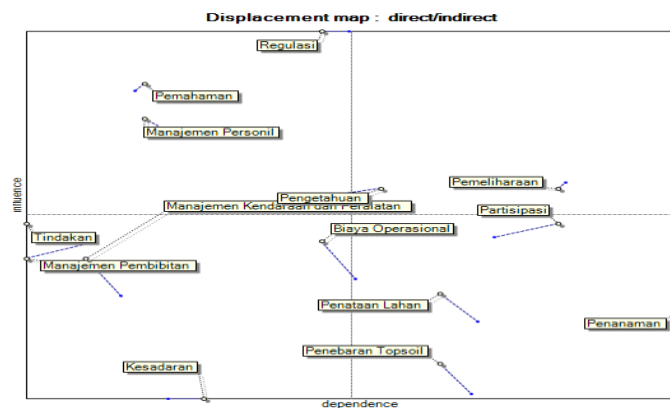 Displacement map : direct/indirect
Regulasi
Pemahaman
Manajemen Personil
Pemeliharaan
Pengetahuan
Manajemen Kendaraan dan Peralatan
Partisipasi
influence
Tindakan
Biaya Operasional
Manajemen Pembibitan
Penataan Lahan
Penanaman
Penebaran Topsoil
Kesadaran
dependence